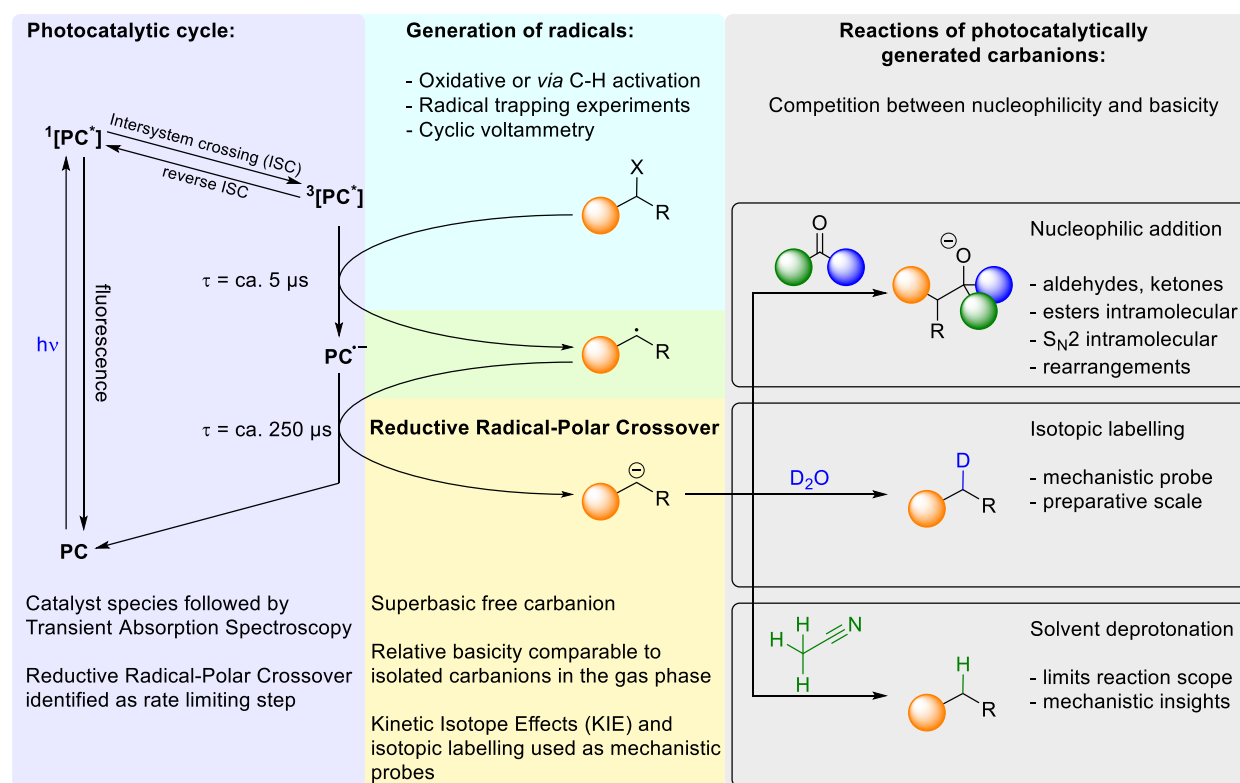 Photocatalytic cycle:
¹[PC*]
Intersystem crossing (ISC)
reverse ISC
³[PC*]
τ = ca. 5 μs
hν
fluorescence
PC•−
τ = ca. 250 μs
PC
Catalyst species followed by
Transient Absorption Spectroscopy
Reductive Radical-Polar Crossover
identified as rate limiting step
Generation of radicals:
- Oxidative or via C-H activation
- Radical trapping experiments
- Cyclic voltammetry
X
R
R
Reductive Radical-Polar Crossover
R
Superbasic free carbanion
Relative basicity comparable to
isolated carbanions in the gas phase
Kinetic Isotope Effects (KIE) and
isotopic labelling used as mechanistic
probes
Reactions of photocatalytically
generated carbanions:
Competition between nucleophilicity and basicity
O
O
R
Nucleophilic addition
- aldehydes, ketones
- esters intramolecular
- SN2 intramolecular
- rearrangements
D₂O
D
R
Isotopic labelling
- mechanistic probe
- preparative scale
H
H
H
N
H
R
Solvent deprotonation
- limits reaction scope
- mechanistic insights